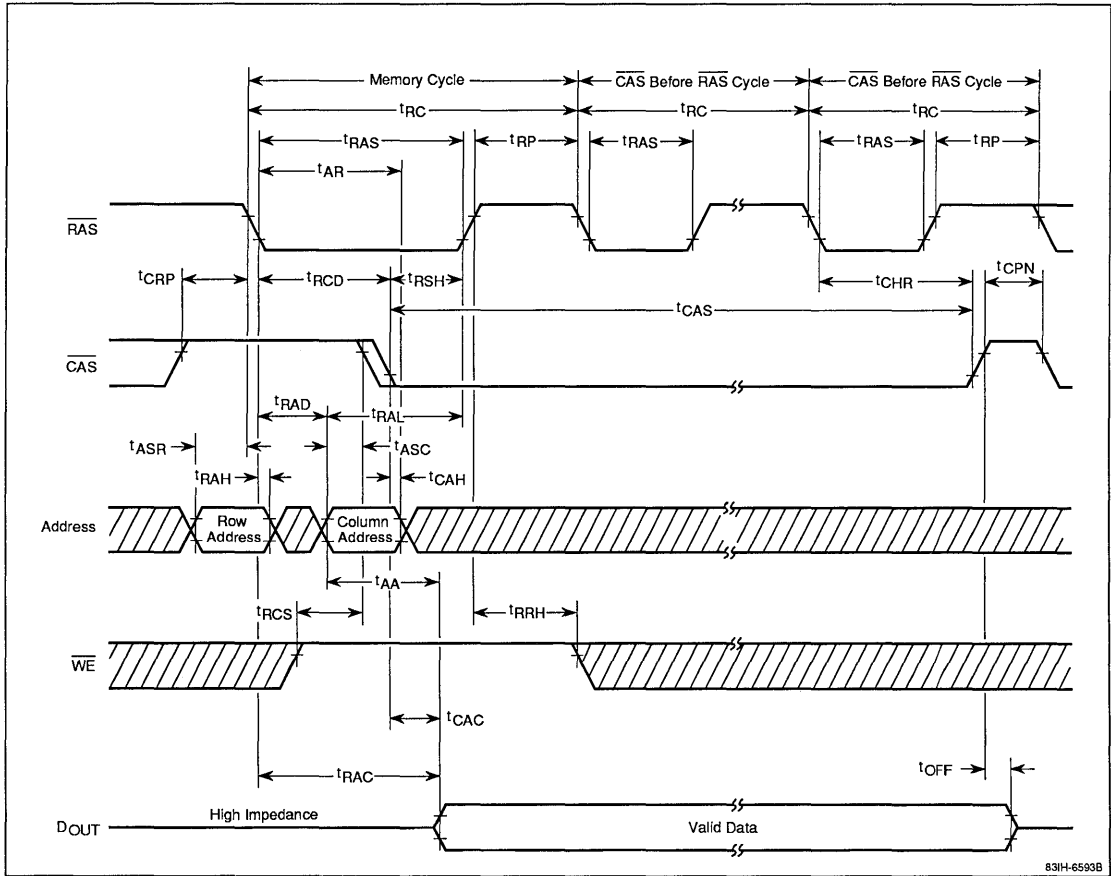 Memory Cycle
CAS Before RAS Cycle
CAS Before RAS Cycle
tRC
tRC
tRC
tRAS
tRP
tRAS
tRAS
tRP
tAR
RAS
tCRP
tRCD
tRSH
tCHR
tCPN
tCAS
CAS
tRAD
tRAL
tASR
tASC
tRAH
tCAH
Address
Row
Address
Column
Address
tAA
tRCS
tRRH
WE
tCAC
tRAC
tOFF
High Impedance
DOUT
Valid Data
83IH-6593B